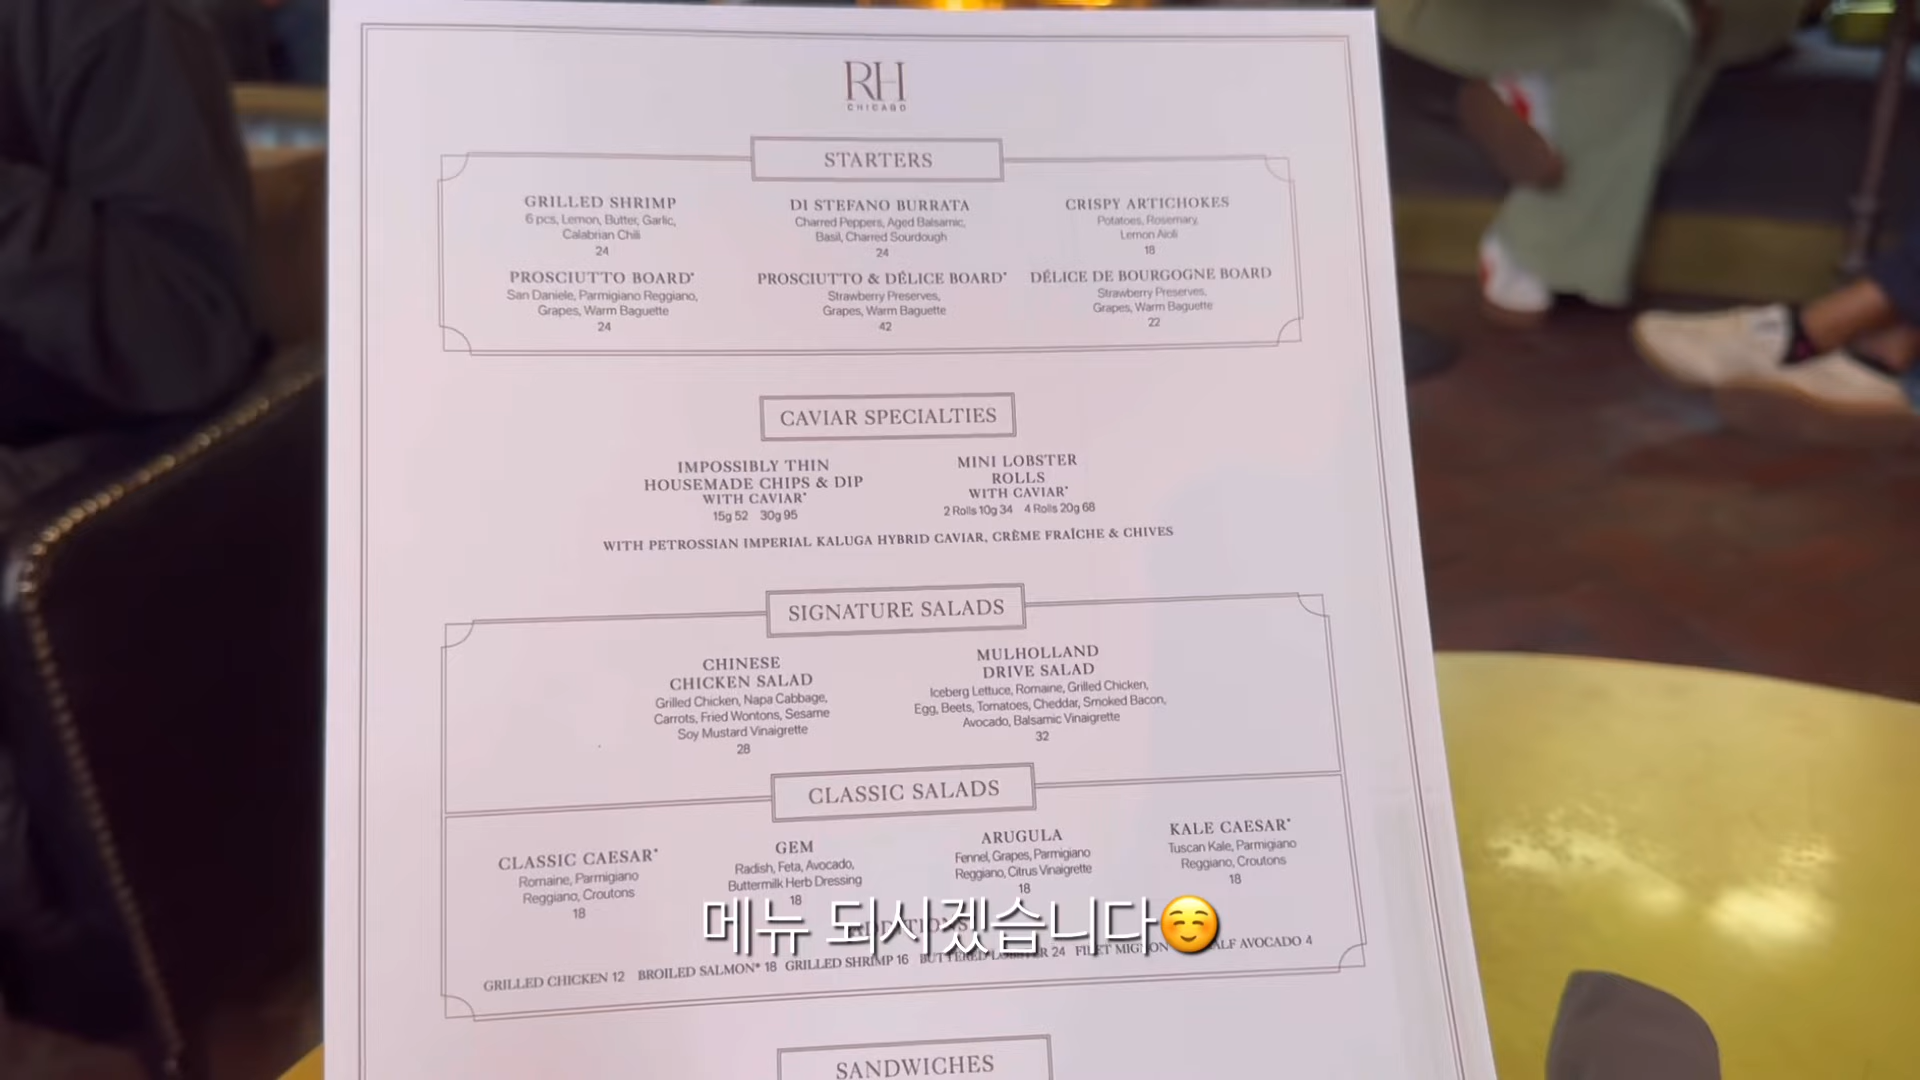 RH
CHICAGO
STARTERS
GRILLED SHRIMP
6 pcs, Lemon, Butter, Garlic,
Calabrian Chili
24
DI STEFANO BURRATA
Charred Peppers, Aged Balsamic,
Basil, Charred Sourdough
24
CRISPY ARTICHOKES
Potatoes, Rosemary,
Lemon Aioli
18
PROSCIUTTO BOARD*
San Daniele, Parmigiano Reggiano,
Grapes, Warm Baguette
24
PROSCIUTTO & DÉLICE BOARD*
Strawberry Preserves,
Grapes, Warm Baguette
42
DÉLICE DE BOURGOGNE BOARD
Strawberry Preserves,
Grapes, Warm Baguette
22
CAVIAR SPECIALTIES
IMPOSSIBLY THIN
HOUSEMADE CHIPS & DIP
WITH CAVIAR*
15g 52 30g 95
MINI LOBSTER
ROLLS
WITH CAVIAR*
2 Rolls 10g 34 4 Rolls 20g 68
WITH PETROSSIAN IMPERIAL KALUGA HYBRID CAVIAR, CRÈME FRAÎCHE & CHIVES
SIGNATURE SALADS
CHINESE
CHICKEN SALAD
Grilled Chicken, Napa Cabbage,
Carrots, Fried Wontons, Sesame
Soy Mustard Vinaigrette
28
MULHOLLAND
DRIVE SALAD
Iceberg Lettuce, Romaine, Grilled Chicken,
Egg, Beets, Tomatoes, Cheddar, Smoked Bacon,
Avocado, Balsamic Vinaigrette
32
CLASSIC SALADS
CLASSIC CAESAR*
Romaine, Parmigiano
Reggiano, Croutons
18
GEM
Radish, Feta, Avocado,
Buttermilk Herb Dressing
18
ARUGULA
Fennel, Grapes, Parmigiano
Reggiano, Citrus Vinaigrette
18
KALE CAESAR*
Tuscan Kale, Parmigiano
Reggiano, Croutons
18
ADDITIONS
메뉴 되시겠습니다☺️
GRILLED CHICKEN 12 BROILED SALMON* 18 GRILLED SHRIMP 16 BUTTERED LOBSTER 24 FILET MIGNON HALF AVOCADO 4
SANDWICHES